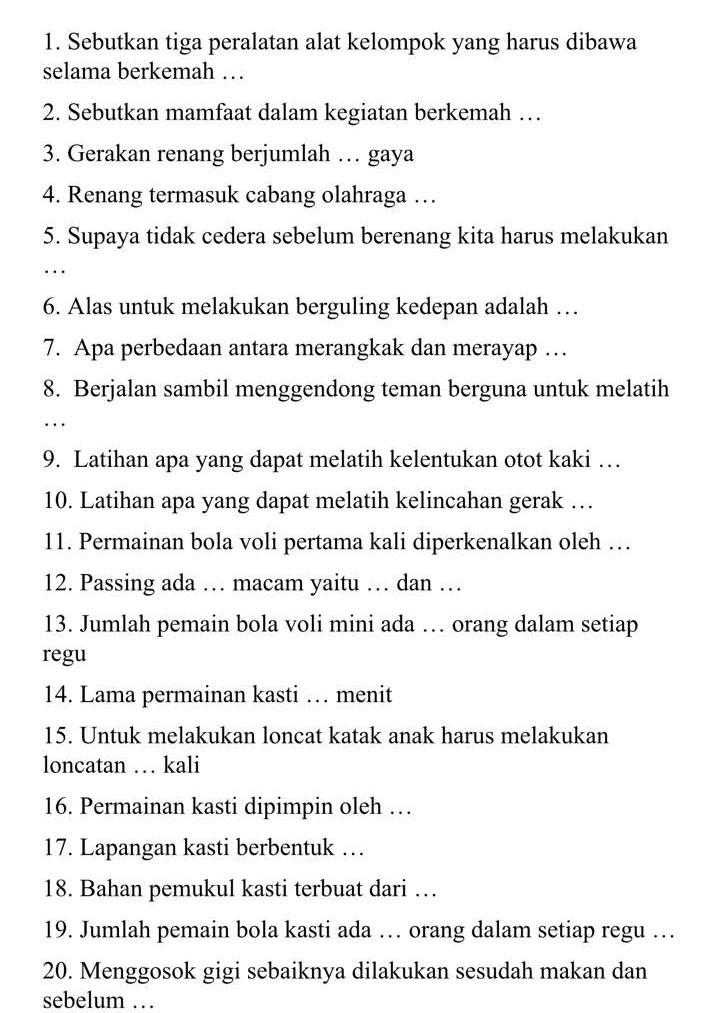 1. Sebutkan tiga peralatan alat kelompok yang harus dibawa
selama berkemah …
2. Sebutkan mamfaat dalam kegiatan berkemah …
3. Gerakan renang berjumlah … gaya
4. Renang termasuk cabang olahraga …
5. Supaya tidak cedera sebelum berenang kita harus melakukan
…
6. Alas untuk melakukan berguling kedepan adalah …
7. Apa perbedaan antara merangkak dan merayap …
8. Berjalan sambil menggendong teman berguna untuk melatih
…
9. Latihan apa yang dapat melatih kelentukan otot kaki …
10. Latihan apa yang dapat melatih kelincahan gerak …
11. Permainan bola voli pertama kali diperkenalkan oleh …
12. Passing ada … macam yaitu … dan …
13. Jumlah pemain bola voli mini ada … orang dalam setiap
regu
14. Lama permainan kasti … menit
15. Untuk melakukan loncat katak anak harus melakukan
loncatan … kali
16. Permainan kasti dipimpin oleh …
17. Lapangan kasti berbentuk …
18. Bahan pemukul kasti terbuat dari …
19. Jumlah pemain bola kasti ada … orang dalam setiap regu …
20. Menggosok gigi sebaiknya dilakukan sesudah makan dan
sebelum …